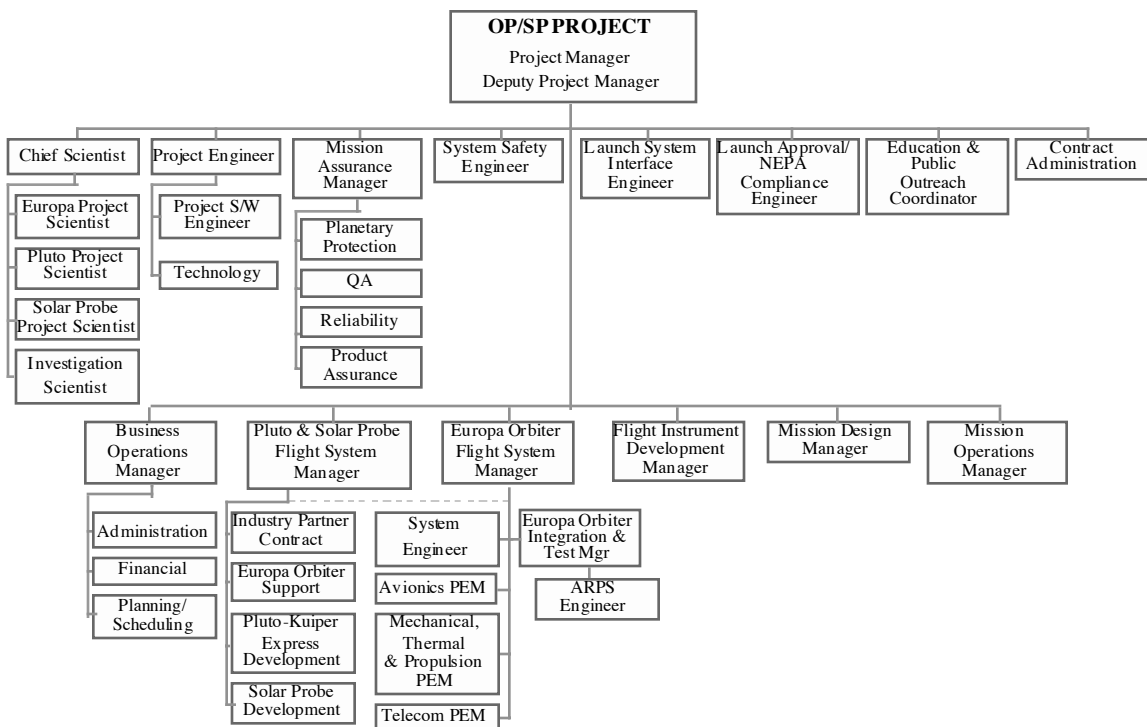 OP/SP PROJECT
Project Manager
Deputy Project Manager
Chief Scientist
Europa Project
Scientist
Pluto Project
Scientist
Solar Probe
Project Scientist
Investigation
Scientist
Project Engineer
Project S/W
Engineer
Technology
Mission
Assurance
Manager
Planetary
Protection
QA
Reliability
Product
Assurance
System Safety
Engineer
Launch System
Interface
Engineer
Launch Approval/
NEPA
Compliance
Engineer
Education &
Public
Outreach
Coordinator
Contract
Administration
Business
Operations
Manager
Administration
Financial
Planning/
Scheduling
Pluto & Solar Probe
Flight System
Manager
Industry Partner
Contract
Europa Orbiter
Support
Pluto-Kuiper
Express
Development
Solar Probe
Development
Europa Orbiter
Flight System
Manager
System
Engineer
Avionics PEM
Mechanical,
Thermal
& Propulsion
PEM
Telecom PEM
Europa Orbiter
Integration &
Test Mgr
ARPS
Engineer
Flight Instrument
Development
Manager
Mission Design
Manager
Mission
Operations
Manager